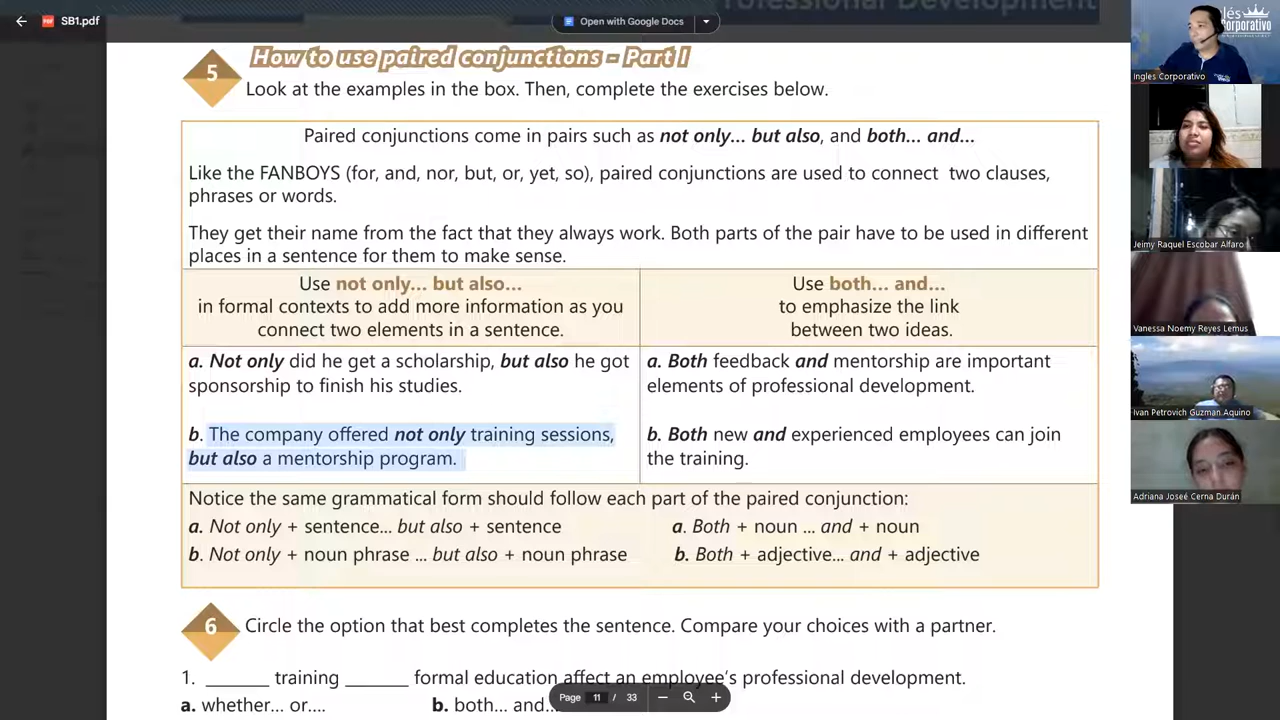 SB1.pdf
Open with Google Docs
How to use paired conjunctions - Part I
5
Look at the examples in the box. Then, complete the exercises below.
Paired conjunctions come in pairs such as not only... but also, and both... and...
Like the FANBOYS (for, and, nor, but, or, yet, so), paired conjunctions are used to connect two clauses,
phrases or words.
They get their name from the fact that they always work. Both parts of the pair have to be used in different
places in a sentence for them to make sense.
Use not only... but also...
in formal contexts to add more information as you
connect two elements in a sentence.
Use both... and...
to emphasize the link
between two ideas.
a. Not only did he get a scholarship, but also he got
sponsorship to finish his studies.
b. The company offered not only training sessions,
but also a mentorship program.
a. Both feedback and mentorship are important
elements of professional development.
b. Both new and experienced employees can join
the training.
Notice the same grammatical form should follow each part of the paired conjunction:
a. Not only + sentence... but also + sentence
b. Not only + noun phrase ... but also + noun phrase
a. Both + noun ... and + noun
b. Both + adjective... and + adjective
6
Circle the option that best completes the sentence. Compare your choices with a partner.
1. _______ training _______ formal education affect an employee's professional development.
a. whether... or....
b. both... and...
Page 11 / 33
Ingles Corporativo
Jeimy Raquel Escobar Alfaro
Vanessa Noemy Reyes Lemus
Ivan Petrovich Guzman Aquino
Adriana Joseé Cerna Durán